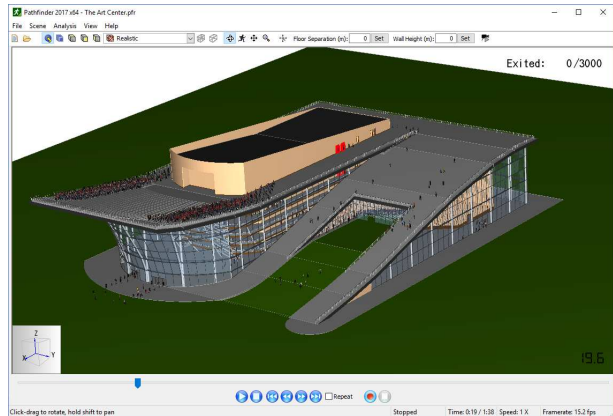 Pathfinder 2017 x64 - The Art Center.pfr
File Scene Analysis View Help
Realistic Floor Separation (m): 0 Set Wall Height (m): 0 Set
Exited: 0/3000
Z
X Y
19.6
Repeat
Click-drag to rotate, hold shift to pan Stopped Time: 0:19 / 1:38 Speed: 1 X Framerate: 15.2 fps